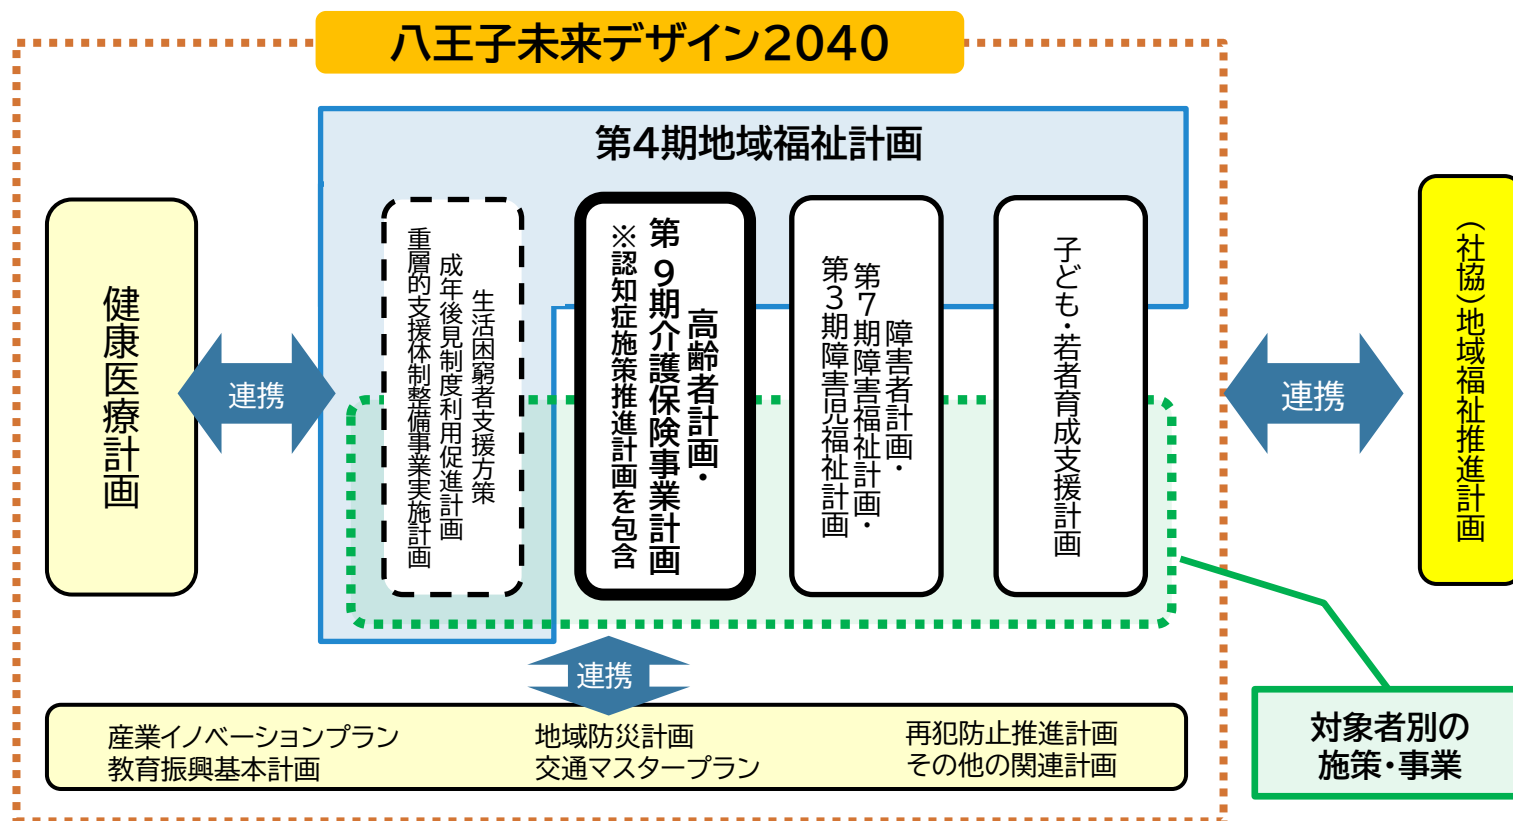 八王子未来デザイン2040
第4期地域福祉計画
健康医療計画
連携
生活困窮者支援方策
成年後見制度利用促進計画
重層的支援体制整備事業実施計画
高齢者計画・
第9期介護保険事業計画
※認知症施策推進計画を包含
障害者計画・
第7期障害福祉計画・
第3期障害児福祉計画
子ども・若者育成支援計画
連携
(社協)地域福祉推進計画
連携
産業イノベーションプラン
教育振興基本計画
地域防災計画
交通マスタープラン
再犯防止推進計画
その他の関連計画
対象者別の
施策・事業